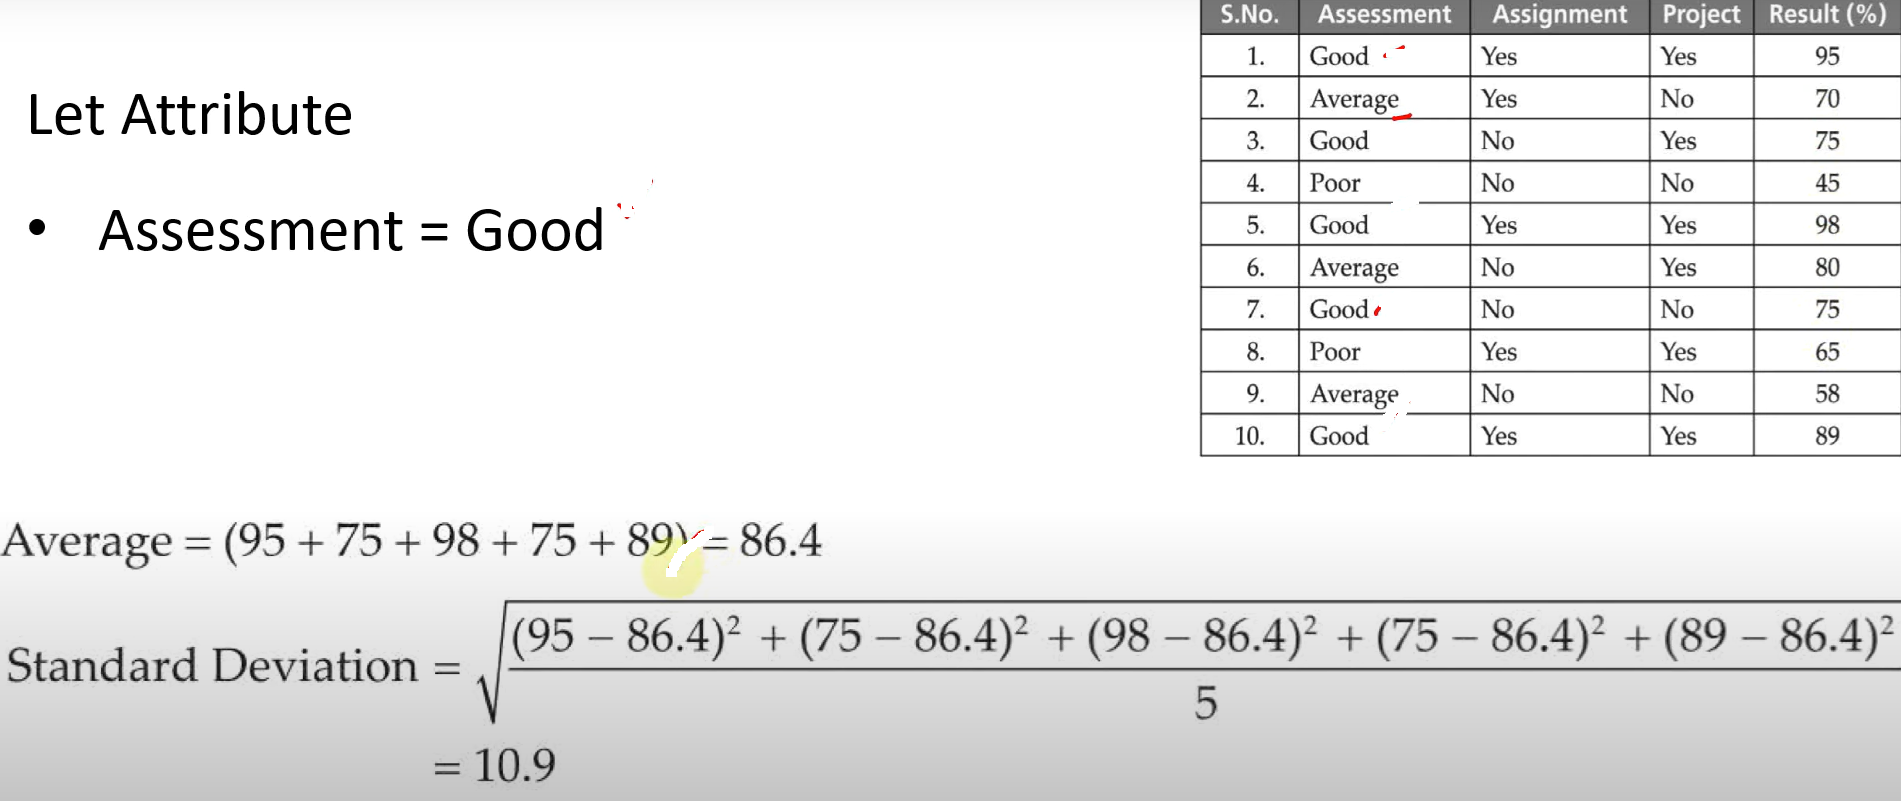 S.No. Assessment Assignment Project Result (%)
1. Good Yes Yes 95
2. Average Yes No 70
3. Good No Yes 75
4. Poor No No 45
5. Good Yes Yes 98
6. Average No Yes 80
7. Good No No 75
8. Poor Yes Yes 65
9. Average No No 58
10. Good Yes Yes 89
Let Attribute
• Assessment = Good
Average = (95 + 75 + 98 + 75 + 89) = 86.4
Standard Deviation = √((95 – 86.4)² + (75 – 86.4)² + (98 – 86.4)² + (75 – 86.4)² + (89 – 86.4)²
5
= 10.9